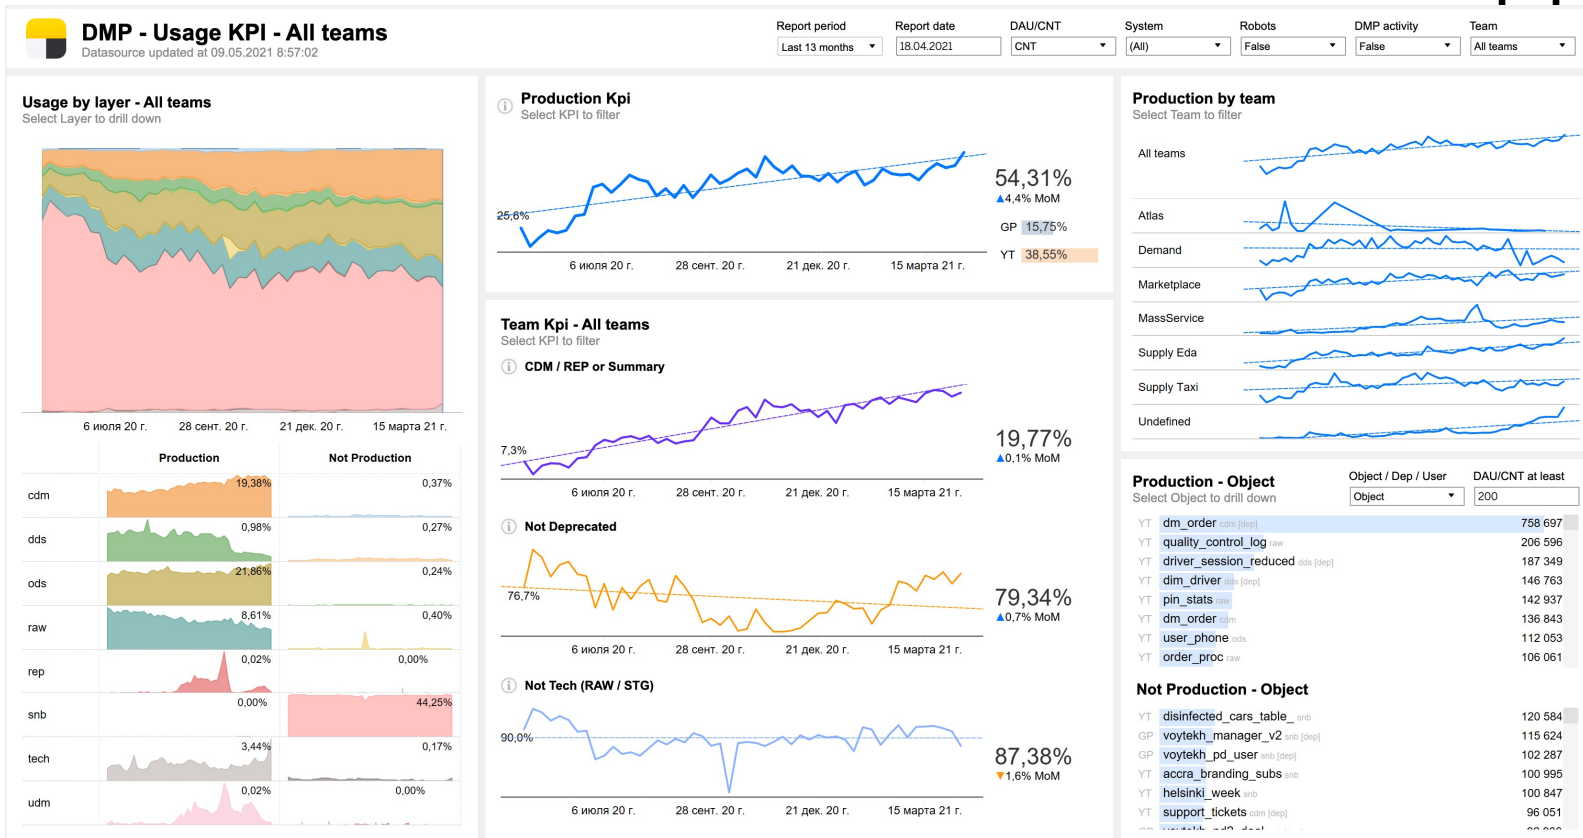 DMP - Usage KPI - All teams
Datasource updated at 09.05.2021 8:57:02
Report period
Last 13 months
Report date
18.04.2021
DAU/CNT
CNT
System
(All)
Robots
False
DMP activity
False
Team
All teams
Usage by layer - All teams
Select Layer to drill down
6 июля 20 г.
28 сент. 20 г.
21 дек. 20 г.
15 марта 21 г.
Production
Not Production
cdm
19,38%
0,37%
dds
0,98%
0,27%
ods
21,86%
0,24%
raw
8,61%
0,40%
rep
0,02%
0,00%
snb
0,00%
44,25%
tech
3,44%
0,17%
udm
0,02%
0,00%
Production Kpi
Select KPI to filter
25,6%
54,31%
▲4,4% MoM
GP 15,75%
YT 38,55%
6 июля 20 г.
28 сент. 20 г.
21 дек. 20 г.
15 марта 21 г.
Team Kpi - All teams
Select KPI to filter
CDM / REP or Summary
7,3%
19,77%
▲0,1% MoM
6 июля 20 г.
28 сент. 20 г.
21 дек. 20 г.
15 марта 21 г.
Not Deprecated
76,7%
79,34%
▲0,7% MoM
6 июля 20 г.
28 сент. 20 г.
21 дек. 20 г.
15 марта 21 г.
Not Tech (RAW / STG)
90,0%
87,38%
▼1,6% MoM
6 июля 20 г.
28 сент. 20 г.
21 дек. 20 г.
15 марта 21 г.
Production by team
Select Team to filter
All teams
Atlas
Demand
Marketplace
MassService
Supply Eda
Supply Taxi
Undefined
Production - Object
Select Object to drill down
Object / Dep / User
Object
DAU/CNT at least
200
YT dm_order cdm [dep] 758 697
YT quality_control_log raw 206 596
YT driver_session_reduced dds [dep] 187 349
YT dim_driver dds [dep] 146 763
YT pin_stats raw 142 937
YT dm_order cdm 136 843
YT user_phone ods 112 053
YT order_proc raw 106 061
Not Production - Object
YT disinfected_cars_table_ snb 120 584
GP voytekh_manager_v2 snb [dep] 115 624
GP voytekh_pd_user snb [dep] 102 287
YT accra_branding_subs snb 100 995
YT helsinki_week snb 100 847
YT support_tickets cdm [dep] 96 051